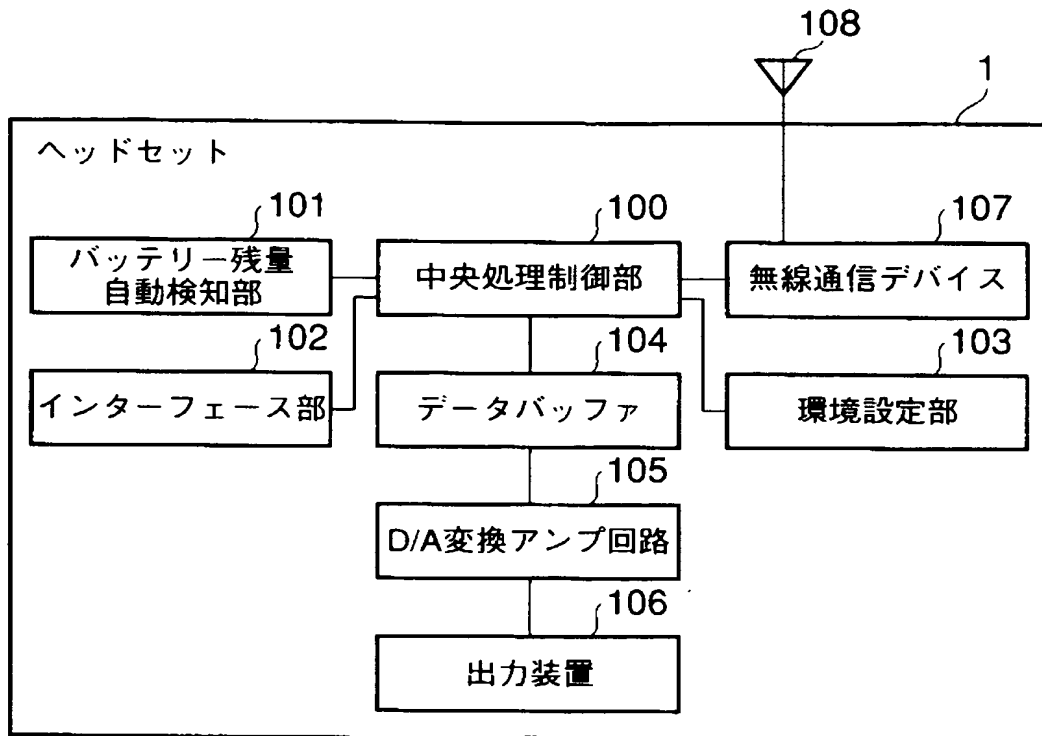 108
1
ヘッドセット
101
100
107
バッテリー残量
自動検知部
中央処理制御部
無線通信デバイス
102
104
103
インターフェース部
データバッファ
環境設定部
105
D/A変換アンプ回路
106
出力装置